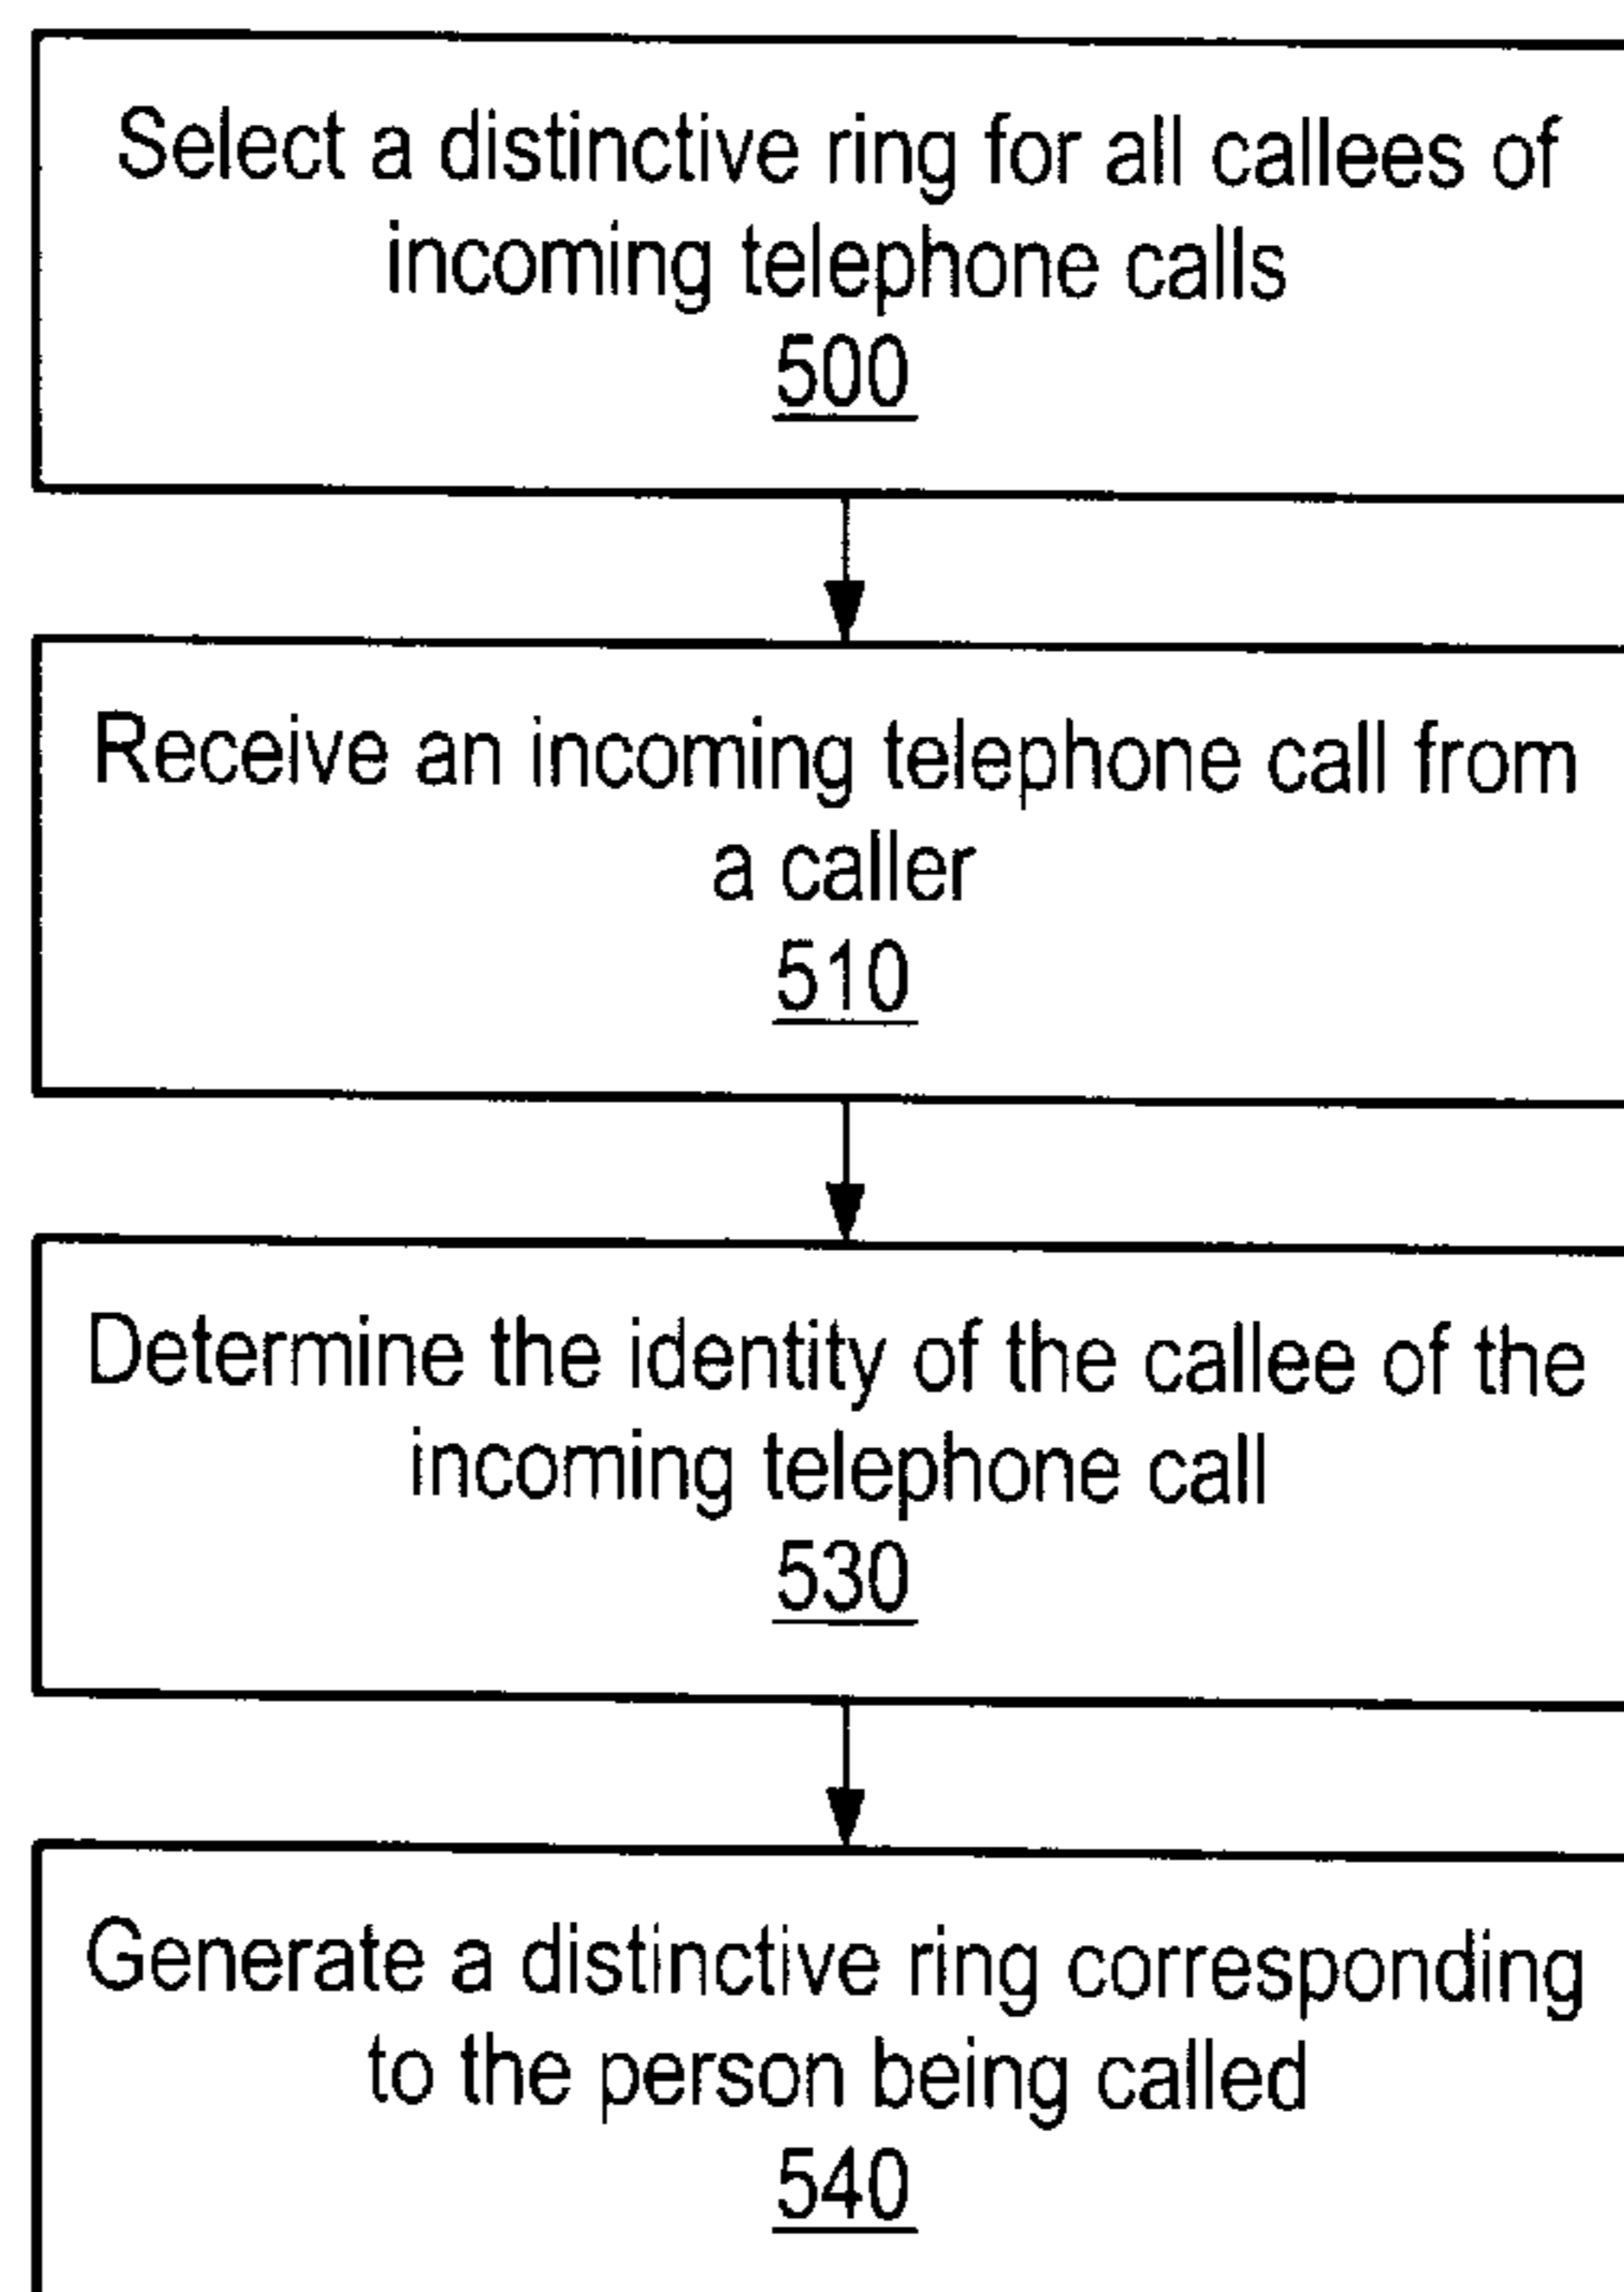 Select a distinctive ring for all callees of
incoming telephone calls
500
Receive an incoming telephone call from
a caller
510
Determine the identity of the callee of the
incoming telephone call
530
Generate a distinctive ring corresponding
to the person being called
540